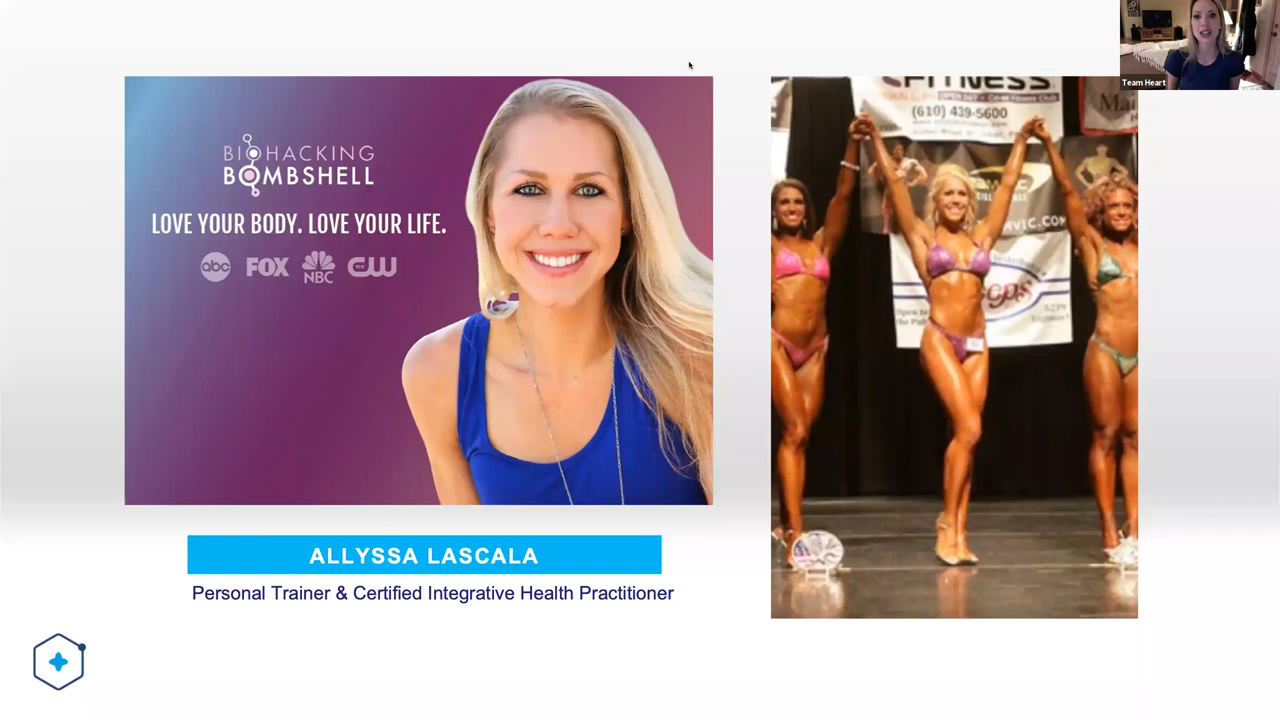 Team Heart
BIOHACKING
BOMBSHELL
LOVE YOUR BODY. LOVE YOUR LIFE.
abc FOX NBC CW
FITNESS
(610) 439-5600
ALLYSSA LASCALA
Personal Trainer & Certified Integrative Health Practitioner